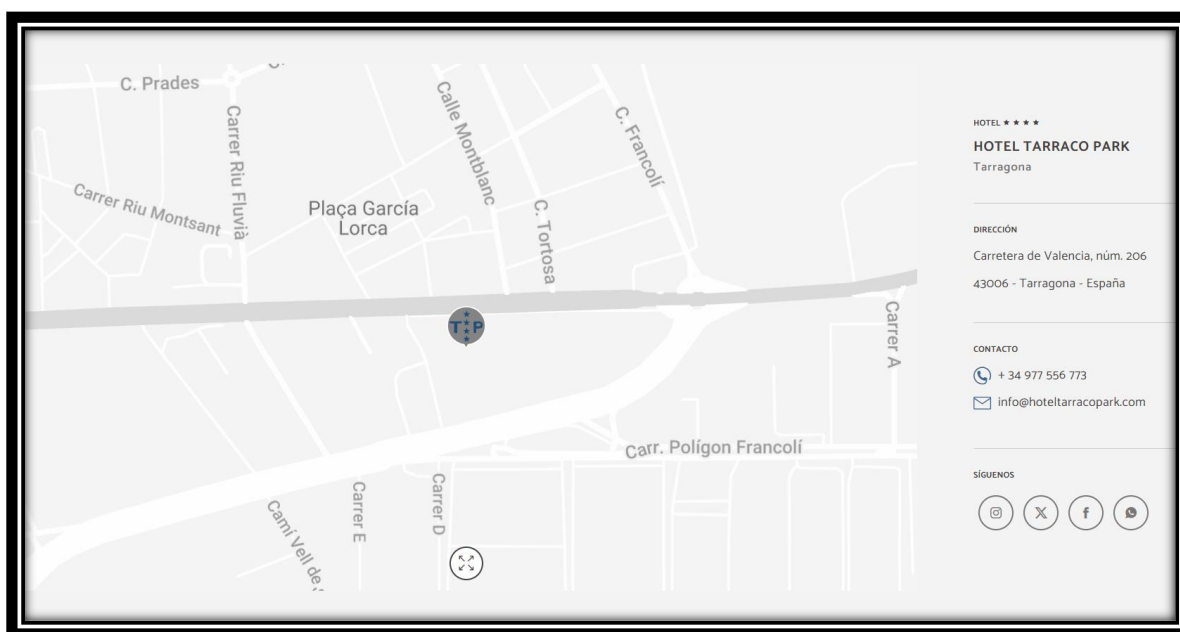 C. Prades
Carrer Riu Fluvià
Calle Montblanc
C. Francolí
Carrer Riu Montsant
Plaça García
Lorca
C. Tortosa
T P
Carrer A
Carr. Polígon Francolí
Carrer E
Carrer D
Camí Vell de
HOTEL ★ ★ ★ ★
HOTEL TARRACO PARK
Tarragona
DIRECCIÓN
Carretera de Valencia, núm. 206
43006 - Tarragona - España
CONTACTO
+ 34 977 556 773
info@hoteltarracopark.com
SÍGUENOS